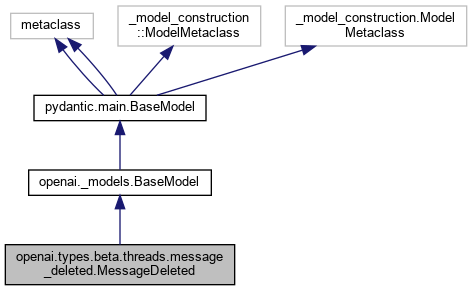 metaclass
_model_construction
::ModelMetaclass
_model_construction.Model
Metaclass
pydantic.main.BaseModel
openai._models.BaseModel
openai.types.beta.threads.message
_deleted.MessageDeleted